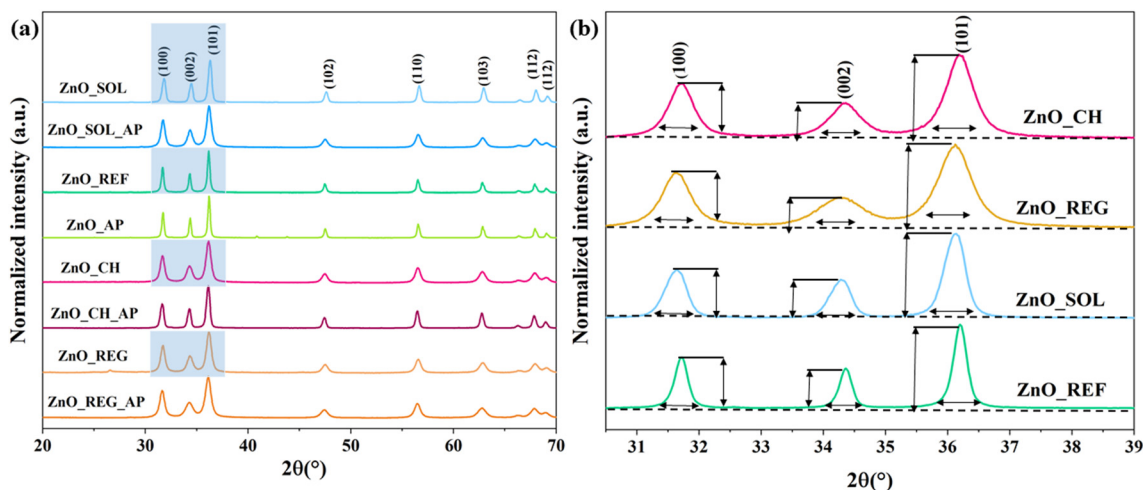 (a)
(100)
(002)
(101)
(102)
(110)
(103)
(112)
(112)
ZnO_SOL
ZnO_SOL_AP
ZnO_REF
ZnO_AP
ZnO_CH
ZnO_CH_AP
ZnO_REG
ZnO_REG_AP
Normalized intensity (a.u.)
20 30 40 50 60 70
2θ(°)
(b)
(100)
(002)
(101)
ZnO_CH
ZnO_REG
ZnO_SOL
ZnO_REF
Normalized intensity (a.u.)
31 32 33 34 35 36 37 38 39
2θ(°)